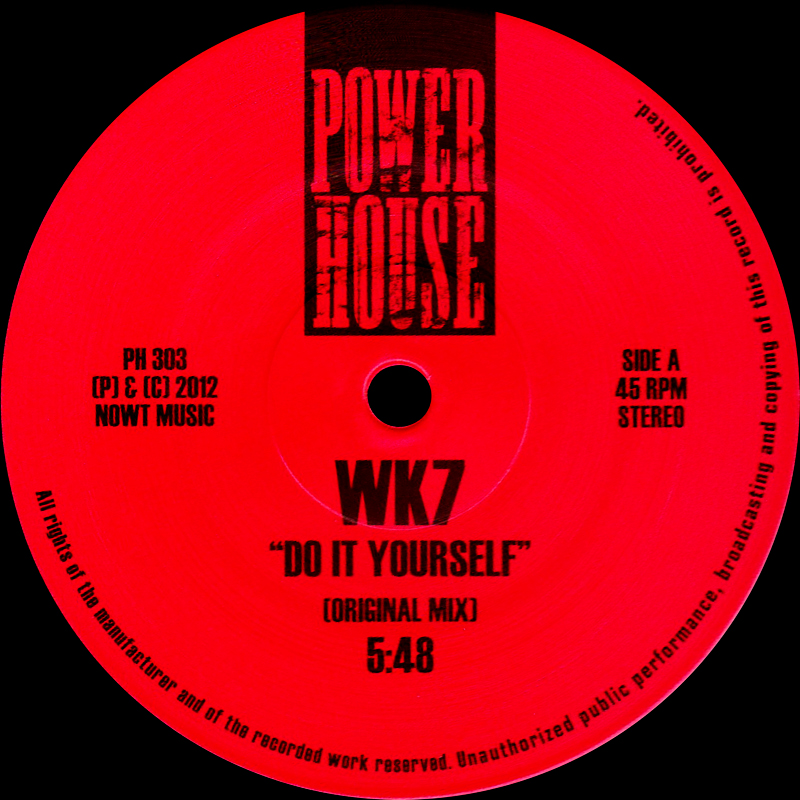 POWER
HOUSE
PH 303
(P) & (C) 2012
NOWT MUSIC
SIDE A
45 RPM
STEREO
WK7
“DO IT YOURSELF”
(ORIGINAL MIX)
5:48
All rights of the manufacturer and of the recorded work reserved. Unauthorized public performance, broadcasting and copying of this record is prohibited.